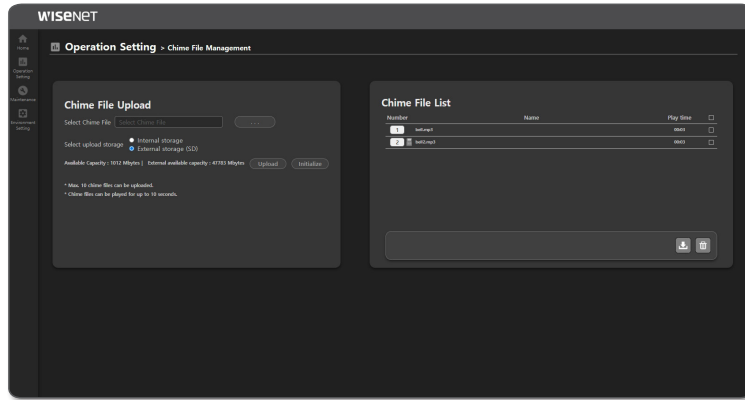 WISENET
Home
Operation Setting > Chime File Management
Operation
Setting
Maintenance
Environment
Setting
Chime File Upload
Select Chime File Select Chime File ...
Select upload storage Internal storage
External storage (SD)
Available Capacity : 1012 Mbytes | External available capacity : 47783 Mbytes Upload Initialize
* Max. 10 chime files can be uploaded.
* Chime files can be played for up to 10 seconds.
Chime File List
Number Name Play time
1 bell.mp3 00:03
2 bell2.mp3 00:03